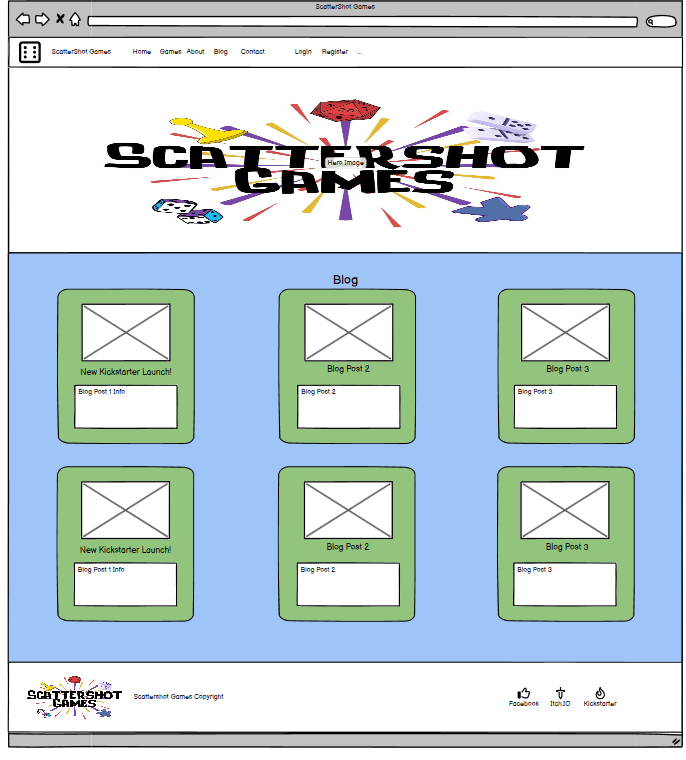 ScatterShot Games
ScatterShot Games Home Games About Blog Contact Login Register ...
SCATTERSHOT
GAMES
Hero Image
Blog
New Kickstarter Launch! Blog Post 2 Blog Post 3
Blog Post 1 Info Blog Post 2 Blog Post 3
New Kickstarter Launch! Blog Post 2 Blog Post 3
Blog Post 1 Info Blog Post 2 Blog Post 3
SCATTERSHOT
GAMES
Scattershot Games Copyright
Facebook Itch.IO Kickstarter